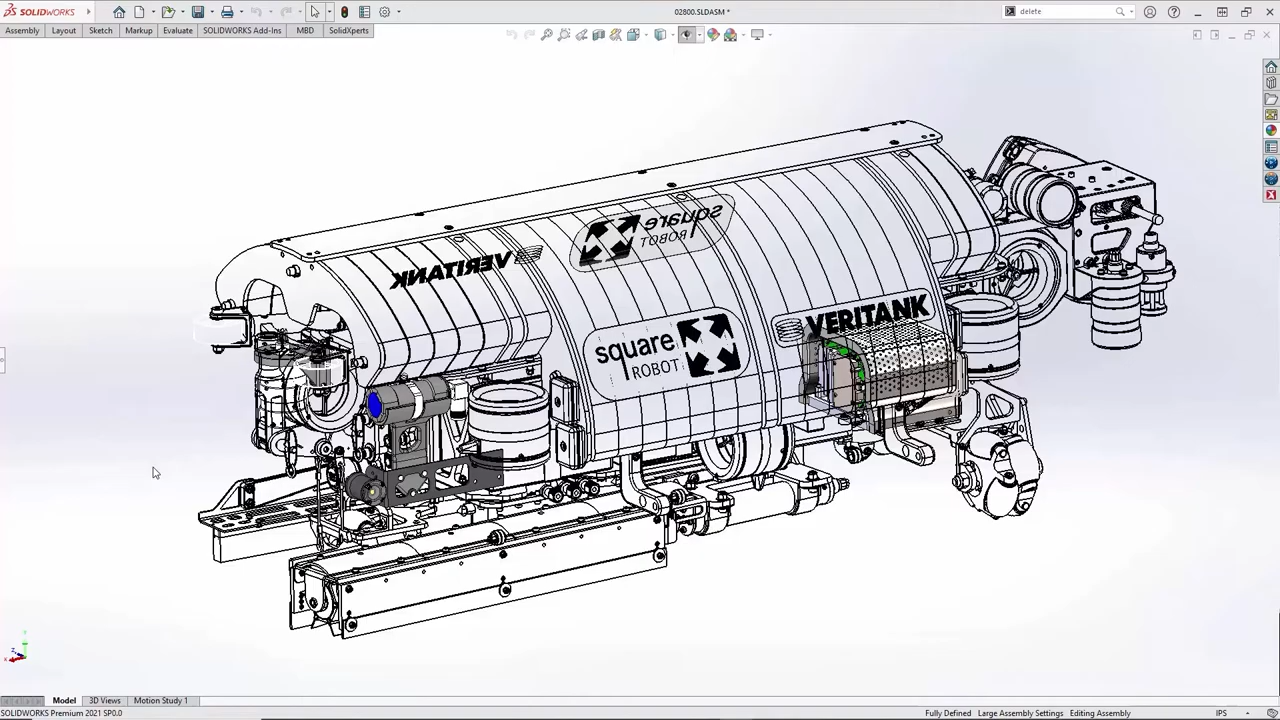 SOLIDWORKS
02800.SLDASM *
delete
Assembly
Layout
Sketch
Markup
Evaluate
SOLIDWORKS Add-Ins
MBD
SolidXperts
square
ROBOT
VERITANK
square
ROBOT
VERITANK
Model
3D Views
Motion Study 1
SOLIDWORKS Premium 2021 SP0.0
Fully Defined
Large Assembly Settings
Editing Assembly
IPS